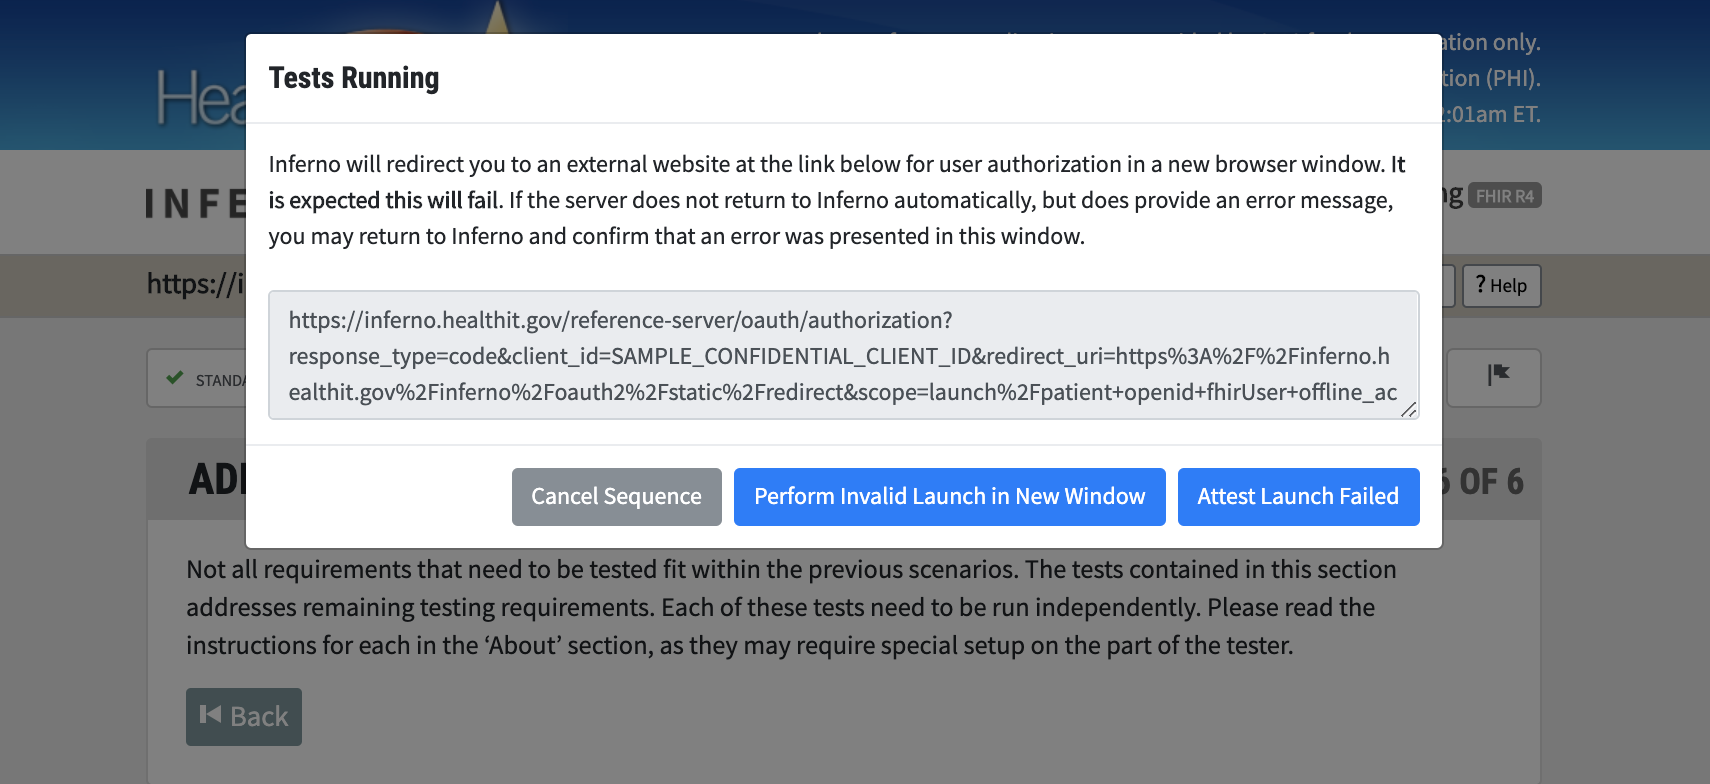 ation only.
Hea
tion (PHI).
:01am ET.
Tests Running
Inferno will redirect you to an external website at the link below for user authorization in a new browser window. It
is expected this will fail. If the server does not return to Inferno automatically, but does provide an error message,
you may return to Inferno and confirm that an error was presented in this window.
INFE
ng FHIR R4
https://i
? Help
https://inferno.healthit.gov/reference-server/oauth/authorization?
response_type=code&client_id=SAMPLE_CONFIDENTIAL_CLIENT_ID&redirect_uri=https%3A%2F%2Finferno.h
ealthit.gov%2Finferno%2Foauth2%2Fstatic%2Fredirect&scope=launch%2Fpatient+openid+fhirUser+offline_ac
STANDA
Cancel Sequence
Perform Invalid Launch in New Window
Attest Launch Failed
OF 6
Not all requirements that need to be tested fit within the previous scenarios. The tests contained in this section
addresses remaining testing requirements. Each of these tests need to be run independently. Please read the
instructions for each in the ‘About’ section, as they may require special setup on the part of the tester.
Back